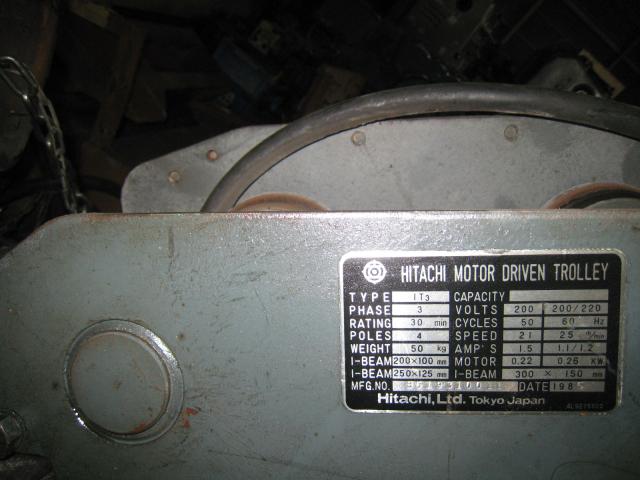 HITACHI MOTOR DRIVEN TROLLEY
TYPE 1T3 CAPACITY
PHASE 3 VOLTS 200 200/220
RATING 30 min CYCLES 50 60 Hz
POLES 4 SPEED 21 25 m/min
WEIGHT 50 kg AMP'S 1.5 1.1/1.2
I-BEAM 200×100 mm MOTOR 0.22 0.26 KW
I-BEAM 250×125 mm I-BEAM 300 × 150 mm
MFG.NO. DATE 1985
Hitachi, Ltd. Tokyo Japan